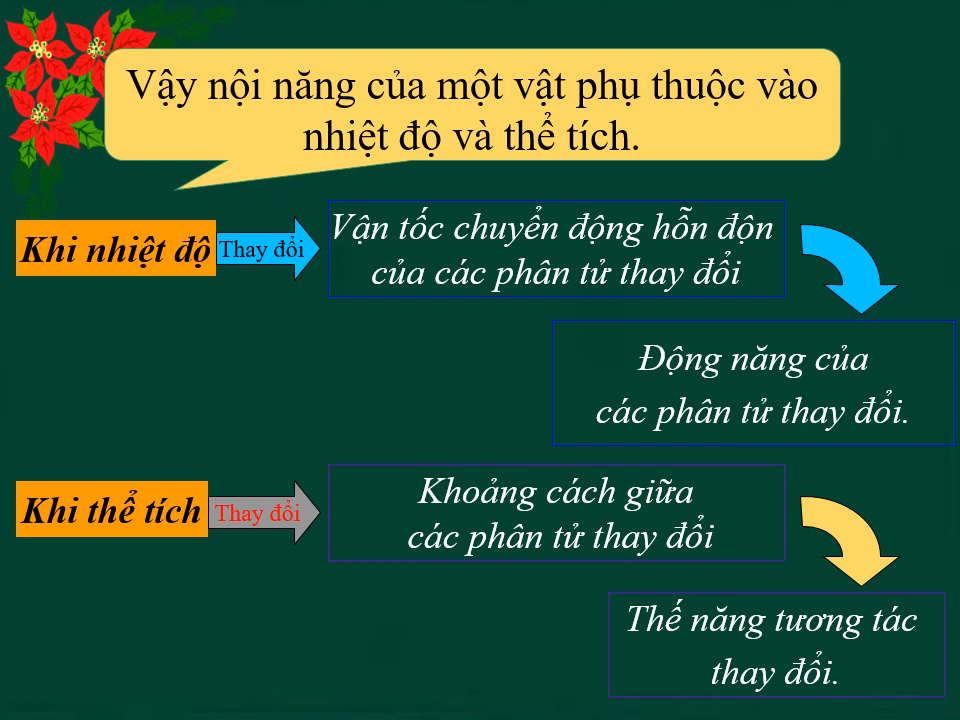 Vậy nội năng của một vật phụ thuộc vào
nhiệt độ và thể tích.
Khi nhiệt độ
Thay đổi
Vận tốc chuyển động hỗn độn
của các phân tử thay đổi
Động năng của
các phân tử thay đổi.
Khi thể tích
Thay đổi
Khoảng cách giữa
các phân tử thay đổi
Thế năng tương tác
thay đổi.